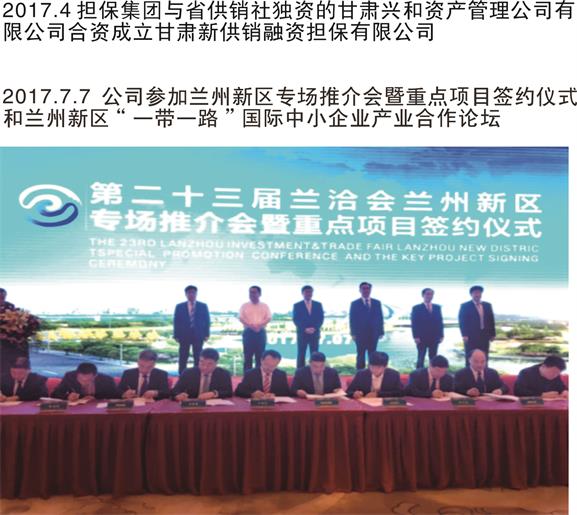 2017.4担保集团与省供销社独资的甘肃兴和资产管理公司有
限公司合资成立甘肃新供销融资担保有限公司
2017.7.7 公司参加兰州新区专场推介会暨重点项目签约仪式
和兰州新区“一带一路”国际中小企业产业合作论坛
第二十三届兰洽会兰州新区
专场推介会暨重点项目签约仪式
THE 23RD LANZHOU INVESTMENT&TRADE FAIR LANZHOU NEW DISTRIC
TSPECIAL PROMOTION CONFERENCE AND THE KEY PROJECT SIGNING
CEREMONY
2017.07.07